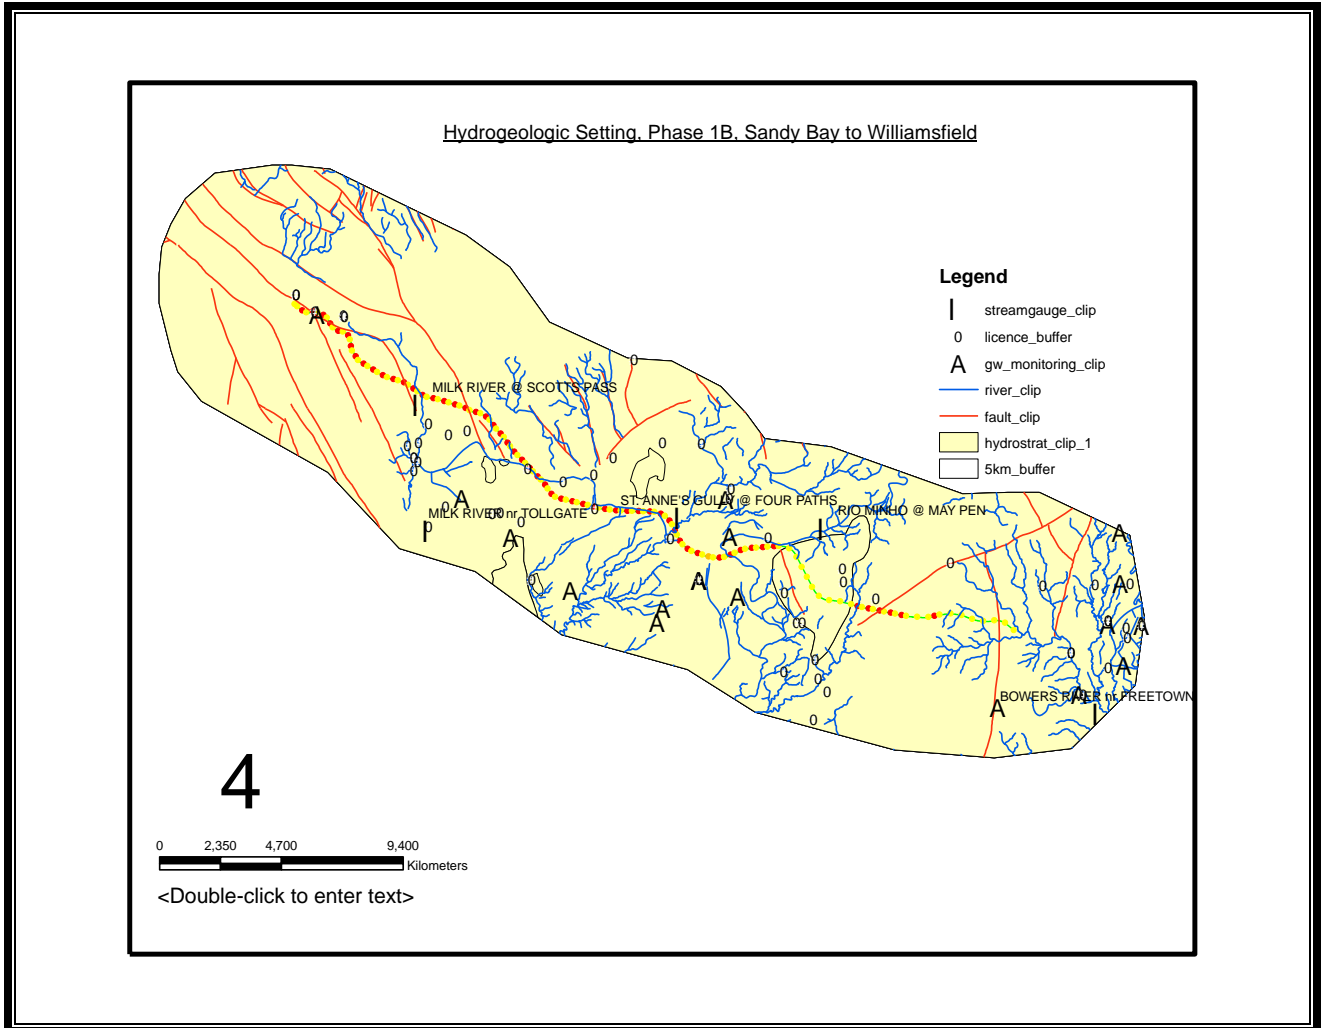 Hydrogeologic Setting, Phase 1B, Sandy Bay to Williamsfield
Legend
streamgauge_clip
0 licence_buffer
A gw_monitoring_clip
river_clip
fault_clip
hydrostrat_clip_1
5km_buffer
MILK RIVER @ SCOTTS PASS
ST. ANNE'S GULLY @ FOUR PATHS
RIO MINHO @ MAY PEN
MILK RIVER nr TOLLGATE
BOWERS RIVER nr FREETOWN
4
0 2,350 4,700 9,400
Kilometers
<Double-click to enter text>